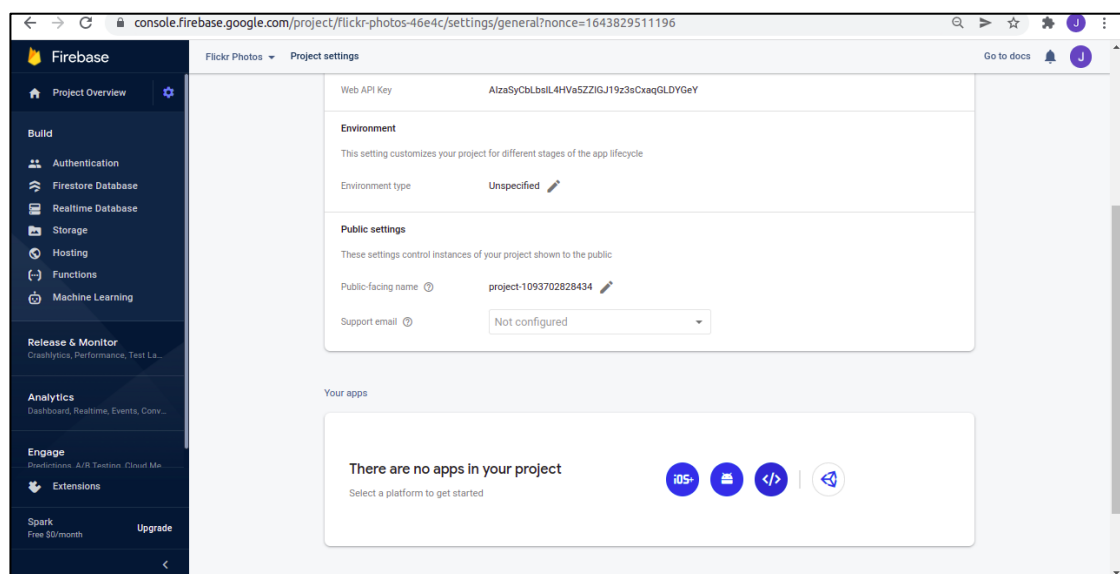 console.firebase.google.com/project/flickr-photos-46e4c/settings/general?nonce=1643829511196
J
Firebase
Flickr Photos
Project settings
Go to docs
J
Project Overview
Build
Authentication
Firestore Database
Realtime Database
Storage
Hosting
Functions
Machine Learning
Release & Monitor
Crashlytics, Performance, Test La...
Analytics
Dashboard, Realtime, Events, Conv...
Engage
Predictions, A/B Testing, Cloud Me...
Extensions
Spark
Free $0/month
Upgrade
Web API Key AIzaSyCbLbsIL4HVa5ZZIGJ19z3sCxaqGLDYGeY
Environment
This setting customizes your project for different stages of the app lifecycle
Environment type Unspecified
Public settings
These settings control instances of your project shown to the public
Public-facing name project-1093702828434
Support email Not configured
Your apps
There are no apps in your project
Select a platform to get started
iOS+